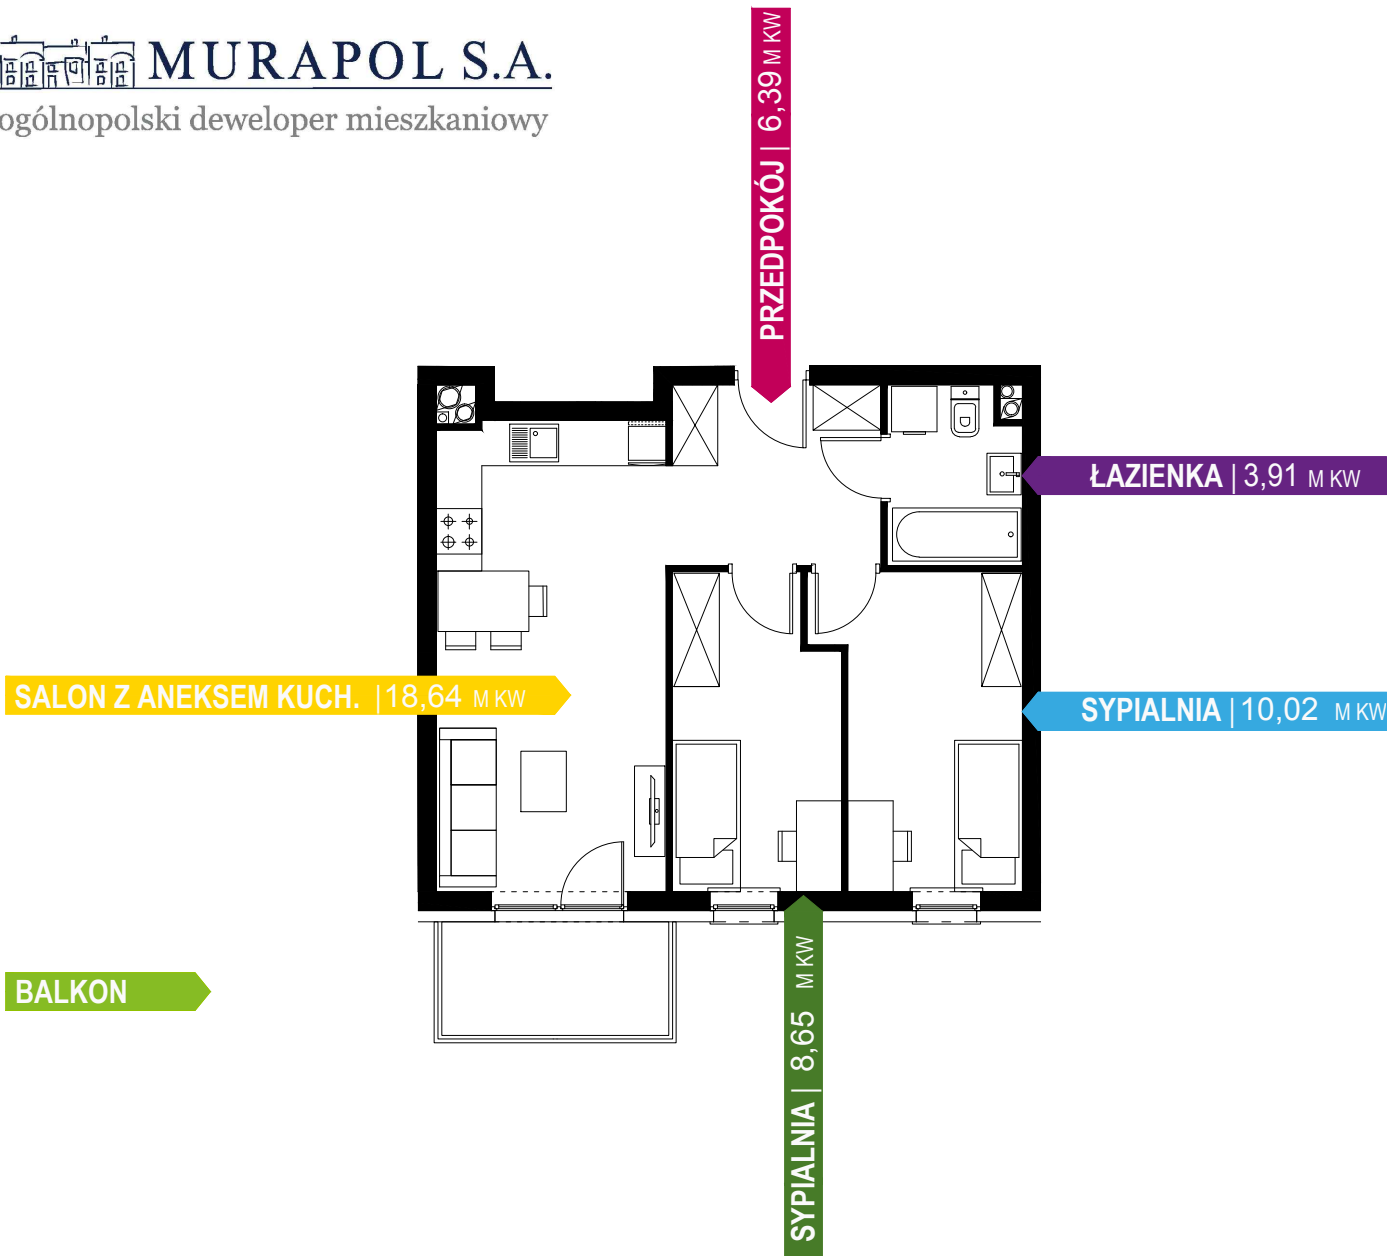 MURAPOL S.A.
ogólnopolski deweloper mieszkaniowy
PRZEDPOKÓJ | 6,39 M KW
ŁAZIENKA | 3,91 M KW
SALON Z ANEKSEM KUCH. | 18,64 M KW
SYPIALNIA | 10,02 M KW
BALKON
SYPIALNIA | 8,65 M KW